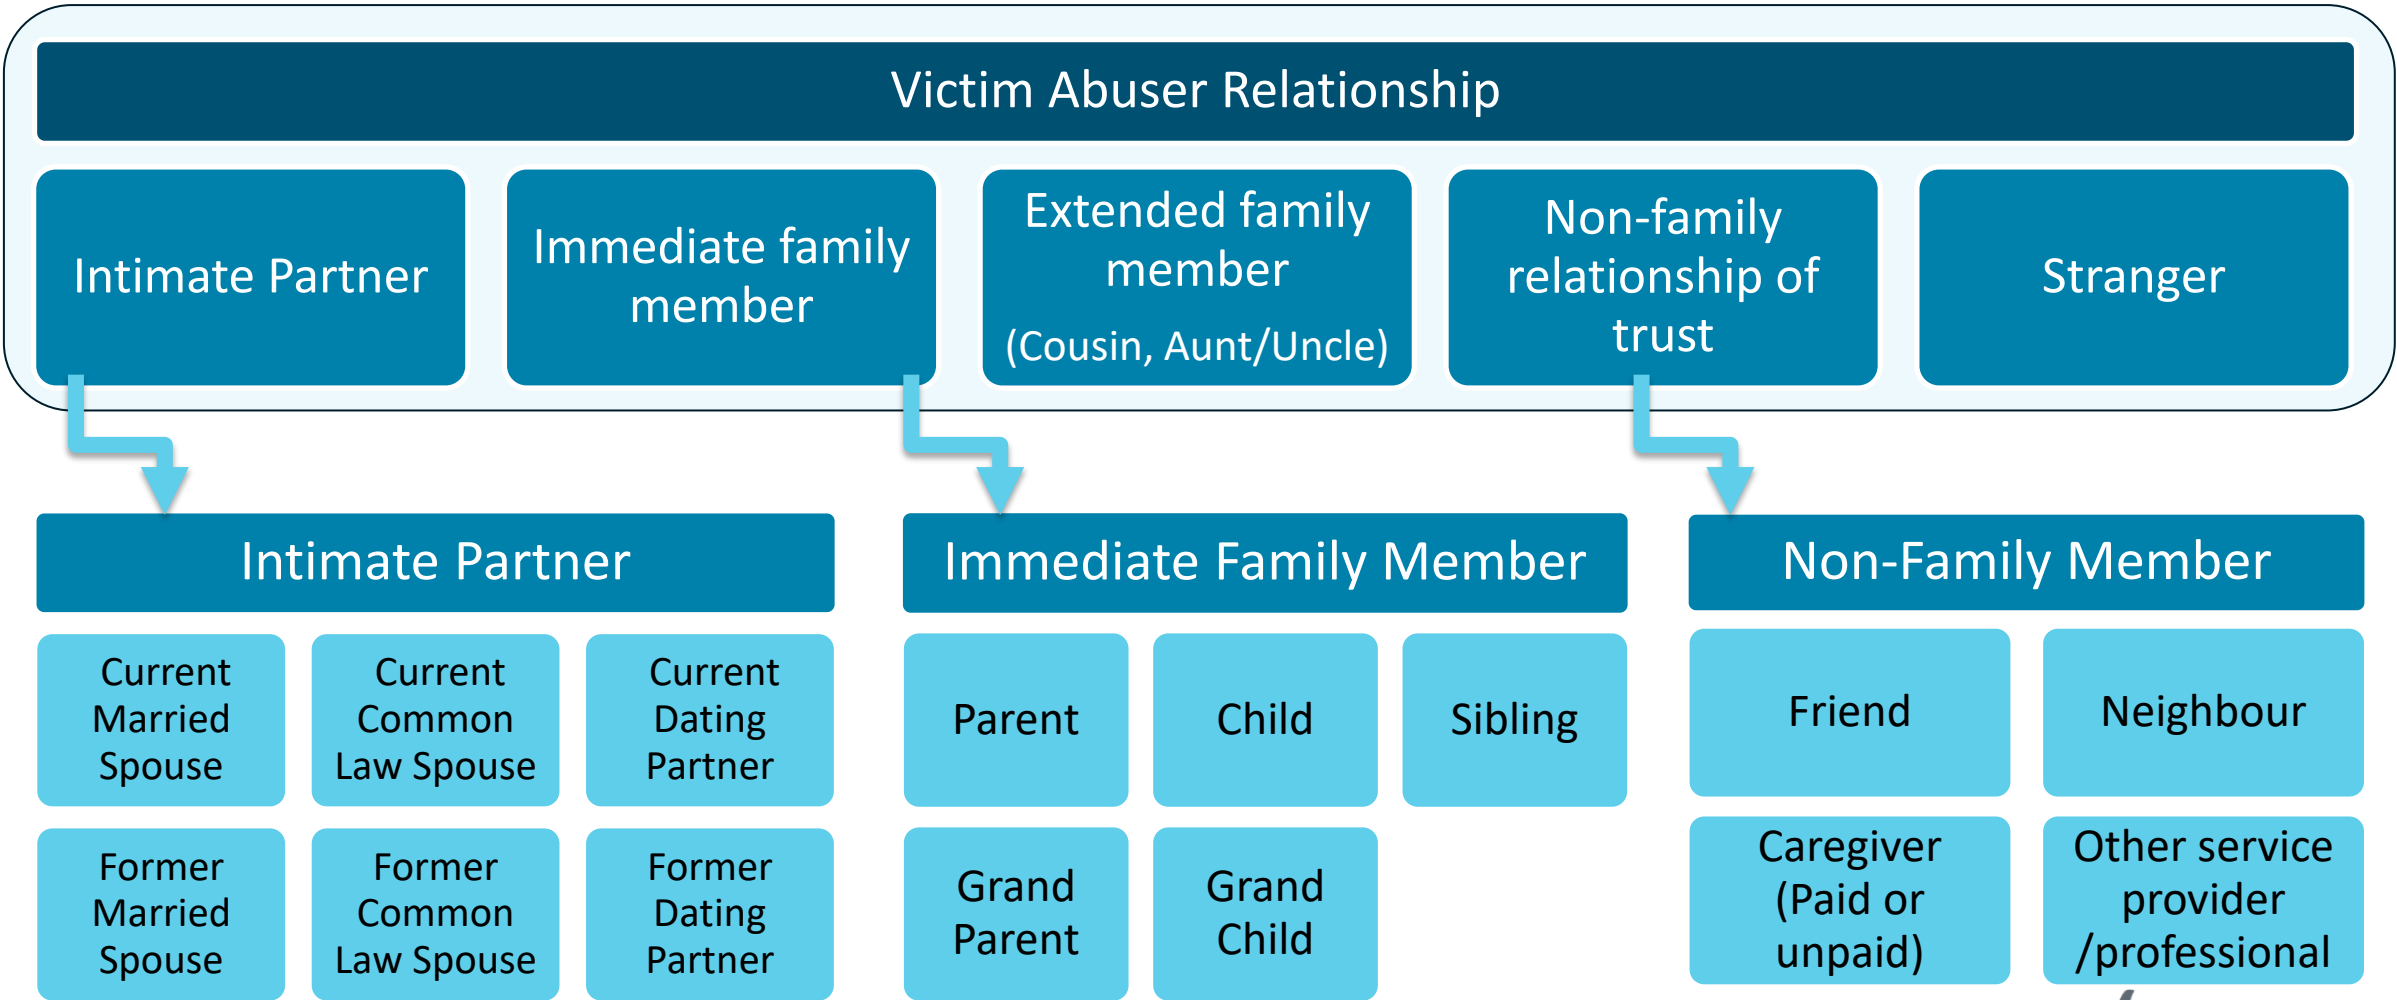 Victim Abuser Relationship
Intimate Partner
Immediate family
member
Extended family
member
(Cousin, Aunt/Uncle)
Non-family
relationship of
trust
Stranger
Intimate Partner
Current
Married
Spouse
Current
Common
Law Spouse
Current
Dating
Partner
Former
Married
Spouse
Former
Common
Law Spouse
Former
Dating
Partner
Immediate Family Member
Parent
Child
Sibling
Grand
Parent
Grand
Child
Non-Family Member
Friend
Neighbour
Caregiver
(Paid or
unpaid)
Other service
provider
/professional